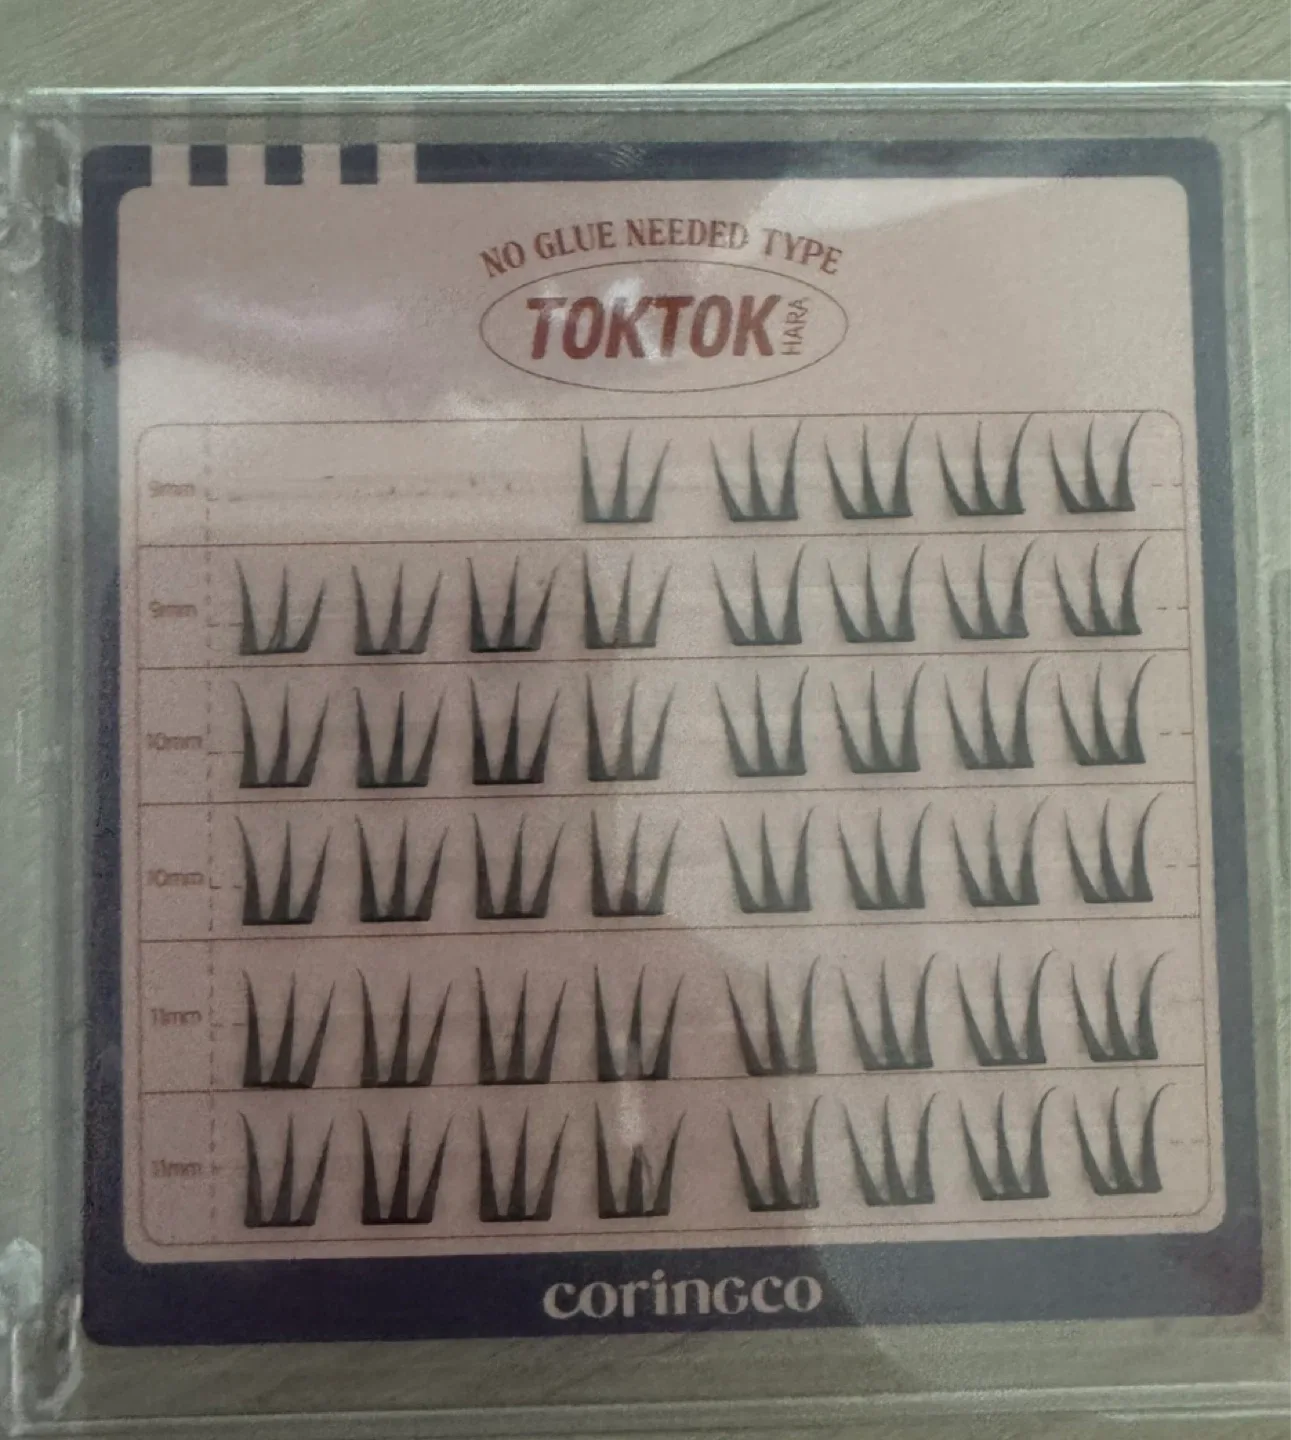 NO GLUE NEEDED TYPE
TOKTOK HARA
9mm
9mm
10mm
10mm
11mm
11mm
coringco